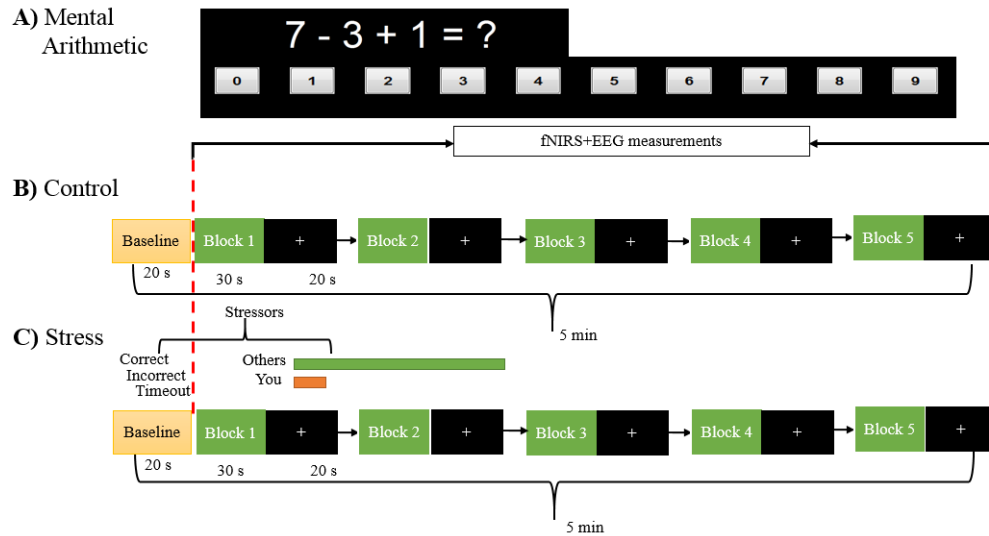 A) Mental
Arithmetic
7 - 3 + 1 = ?
0 1 2 3 4 5 6 7 8 9
fNIRS+EEG measurements
B) Control
Baseline Block 1 + Block 2 + Block 3 + Block 4 + Block 5 +
20 s 30 s 20 s
5 min
Stressors
C) Stress
Correct
Incorrect
Timeout
Others
You
Baseline Block 1 + Block 2 + Block 3 + Block 4 + Block 5 +
20 s 30 s 20 s
5 min